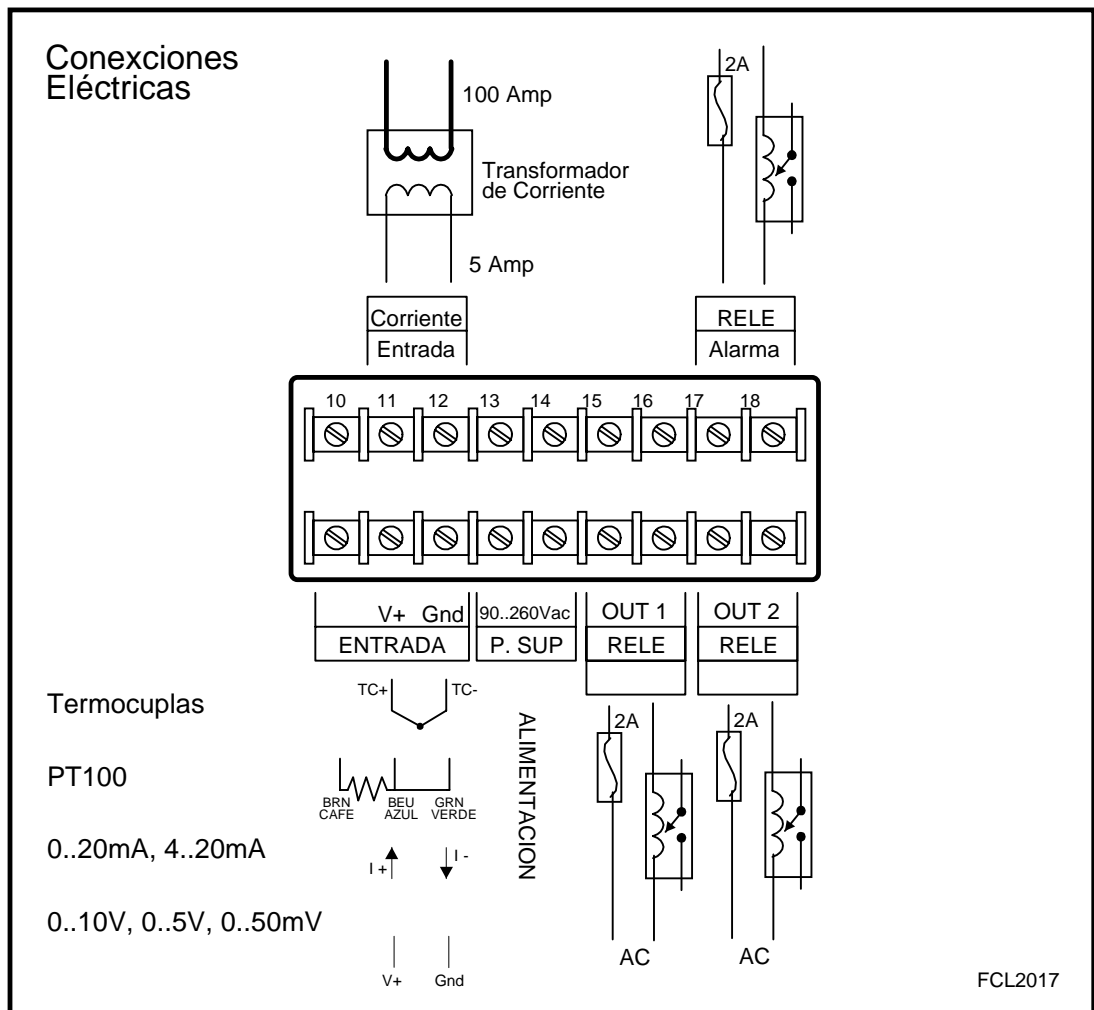 Conexciones
Eléctricas
100 Amp
2A
Transformador
de Corriente
5 Amp
Corriente
Entrada
RELE
Alarma
10 11 12 13 14 15 16 17 18
V+ Gnd
ENTRADA
90..260Vac
P. SUP
OUT 1
RELE
OUT 2
RELE
TC+ TC-
Termocuplas
ALIMENTACION
2A
2A
PT100
BRN
CAFE
BEU
AZUL
GRN
VERDE
0..20mA, 4..20mA
I +
I -
0..10V, 0..5V, 0..50mV
V+
Gnd
AC
AC
FCL2017